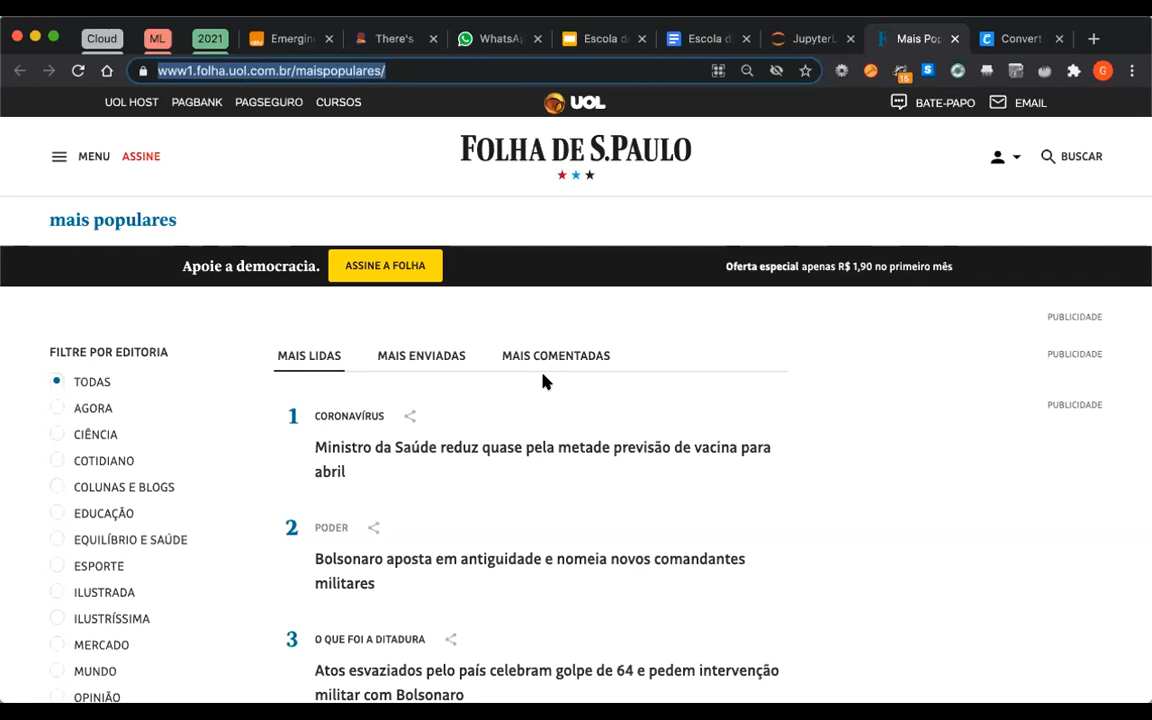 Cloud
ML
2021
Emergin
There's
WhatsAp
Escola d
Escola d
JupyterL
Mais Pop
Convert
www1.folha.uol.com.br/maispopulares/
15
G
UOL HOST PAGBANK PAGSEGURO CURSOS
UOL
BATE-PAPO EMAIL
MENU ASSINE
FOLHA DE S.PAULO
BUSCAR
mais populares
Apoie a democracia. ASSINE A FOLHA
Oferta especial apenas R$ 1,90 no primeiro mês
PUBLICIDADE
PUBLICIDADE
PUBLICIDADE
FILTRE POR EDITORIA
TODAS
AGORA
CIÊNCIA
COTIDIANO
COLUNAS E BLOGS
EDUCAÇÃO
EQUILÍBRIO E SAÚDE
ESPORTE
ILUSTRADA
ILUSTRÍSSIMA
MERCADO
MUNDO
OPINIÃO
MAIS LIDAS MAIS ENVIADAS MAIS COMENTADAS
1 CORONAVÍRUS
Ministro da Saúde reduz quase pela metade previsão de vacina para
abril
2 PODER
Bolsonaro aposta em antiguidade e nomeia novos comandantes
militares
3 O QUE FOI A DITADURA
Atos esvaziados pelo país celebram golpe de 64 e pedem intervenção
militar com Bolsonaro